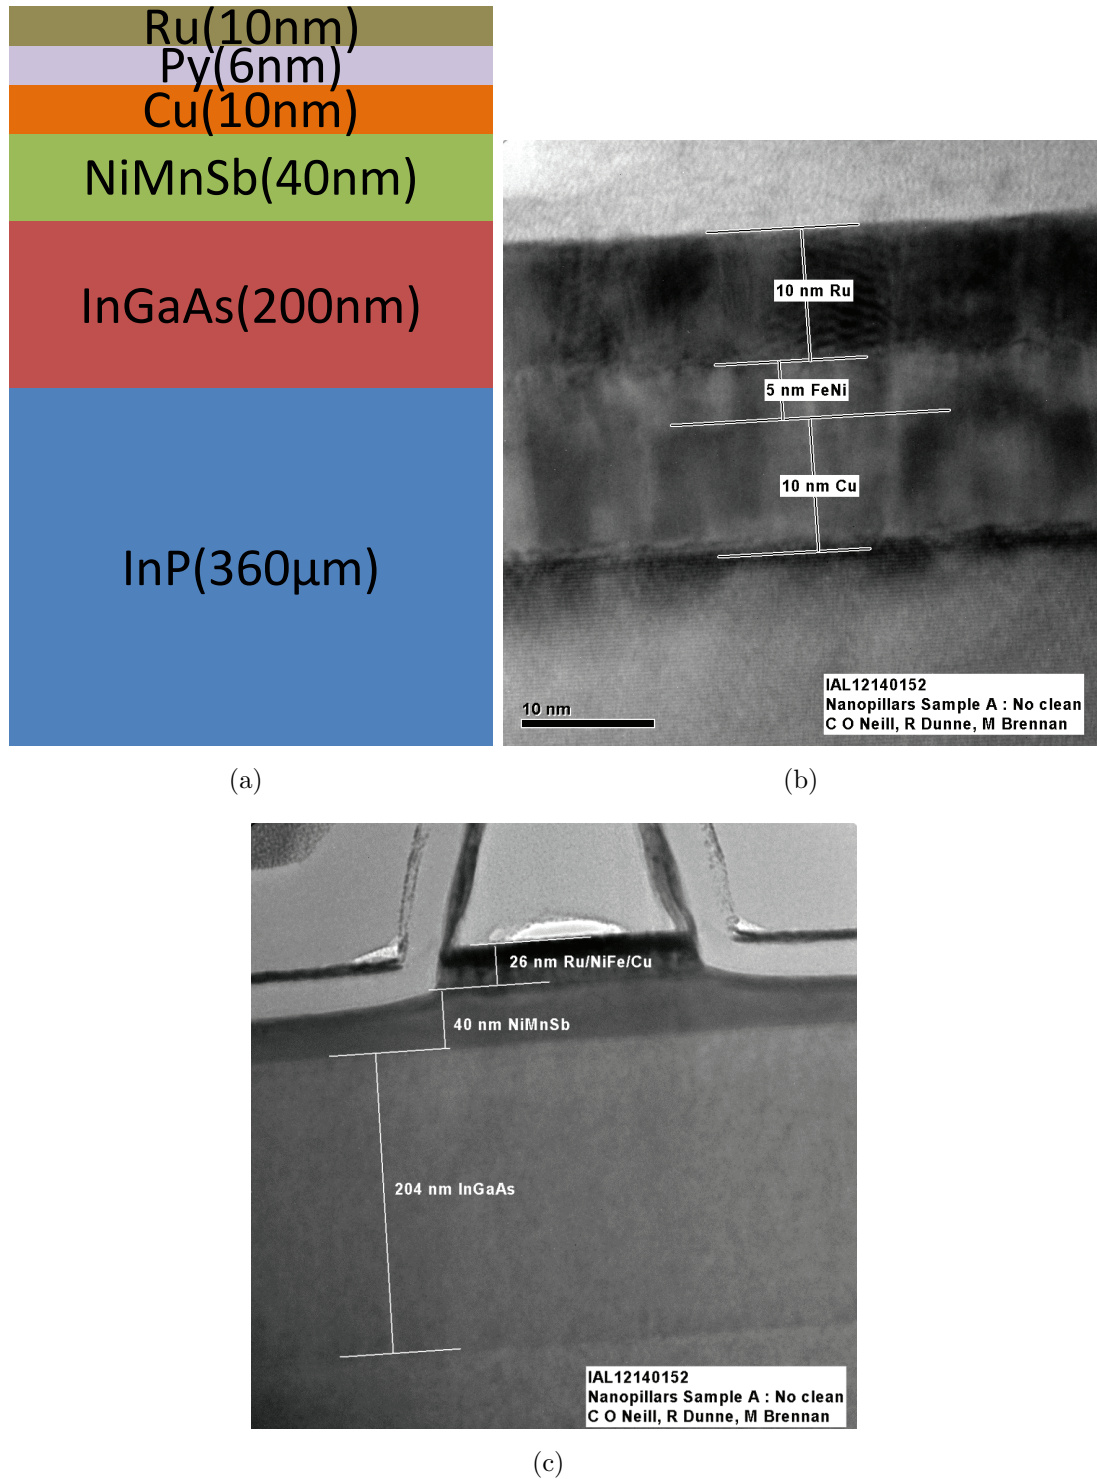 Ru(10nm)
Py(6nm)
Cu(10nm)
NiMnSb(40nm)
InGaAs(200nm)
InP(360µm)
(a)
10 nm Ru
5 nm FeNi
10 nm Cu
10 nm
IAL12140152
Nanopillars Sample A : No clean
C O Neill, R Dunne, M Brennan
(b)
26 nm Ru/NiFe/Cu
40 nm NiMnSb
204 nm InGaAs
IAL12140152
Nanopillars Sample A : No clean
C O Neill, R Dunne, M Brennan
(c)